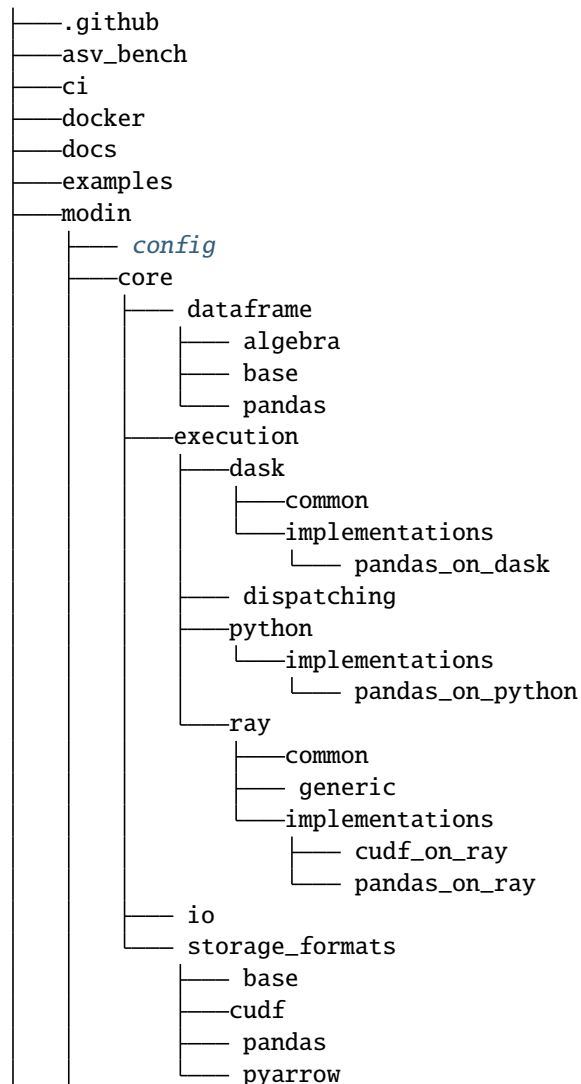 .github
asv_bench
ci
docker
docs
examples
modin
config
core
dataframe
algebra
base
pandas
execution
dask
common
implementations
pandas_on_dask
dispatching
python
implementations
pandas_on_python
ray
common
generic
implementations
cudf_on_ray
pandas_on_ray
io
storage_formats
base
cudf
pandas
pyarrow